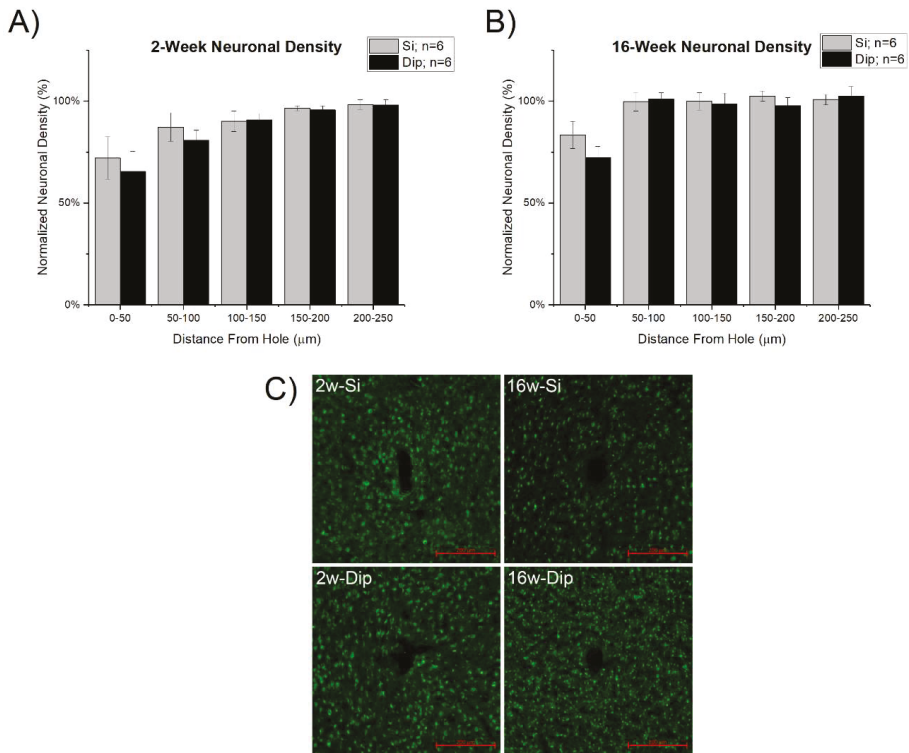 A)
2-Week Neuronal Density
Si; n=6
Dip; n=6
Normalized Neuronal Density (%)
100%
50%
0%
0-50
50-100
100-150
150-200
200-250
Distance From Hole (μm)
B)
16-Week Neuronal Density
Si; n=6
Dip; n=6
Normalized Neuronal Density (%)
100%
50%
0%
0-50
50-100
100-150
150-200
200-250
Distance From Hole (μm)
C)
2w-Si
16w-Si
2w-Dip
16w-Dip